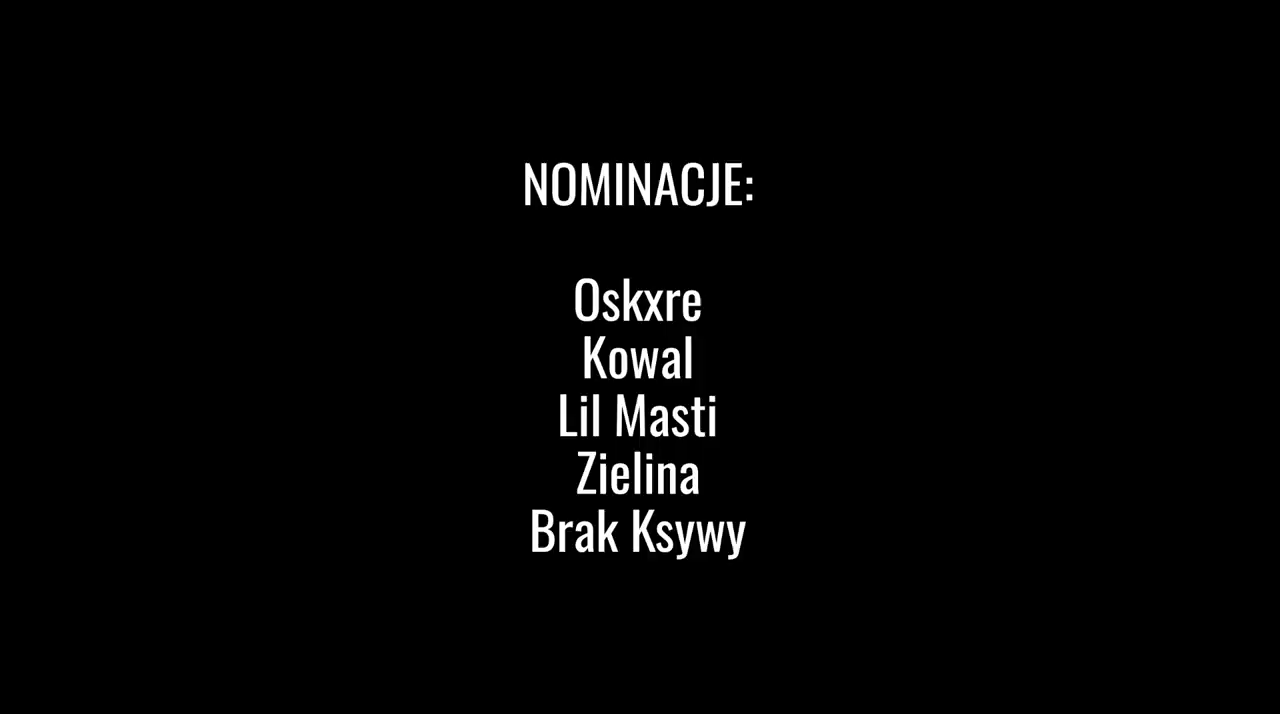 NOMINACJE:
Oskxre
Kowal
Lil Masti
Zielina
Brak Ksywy